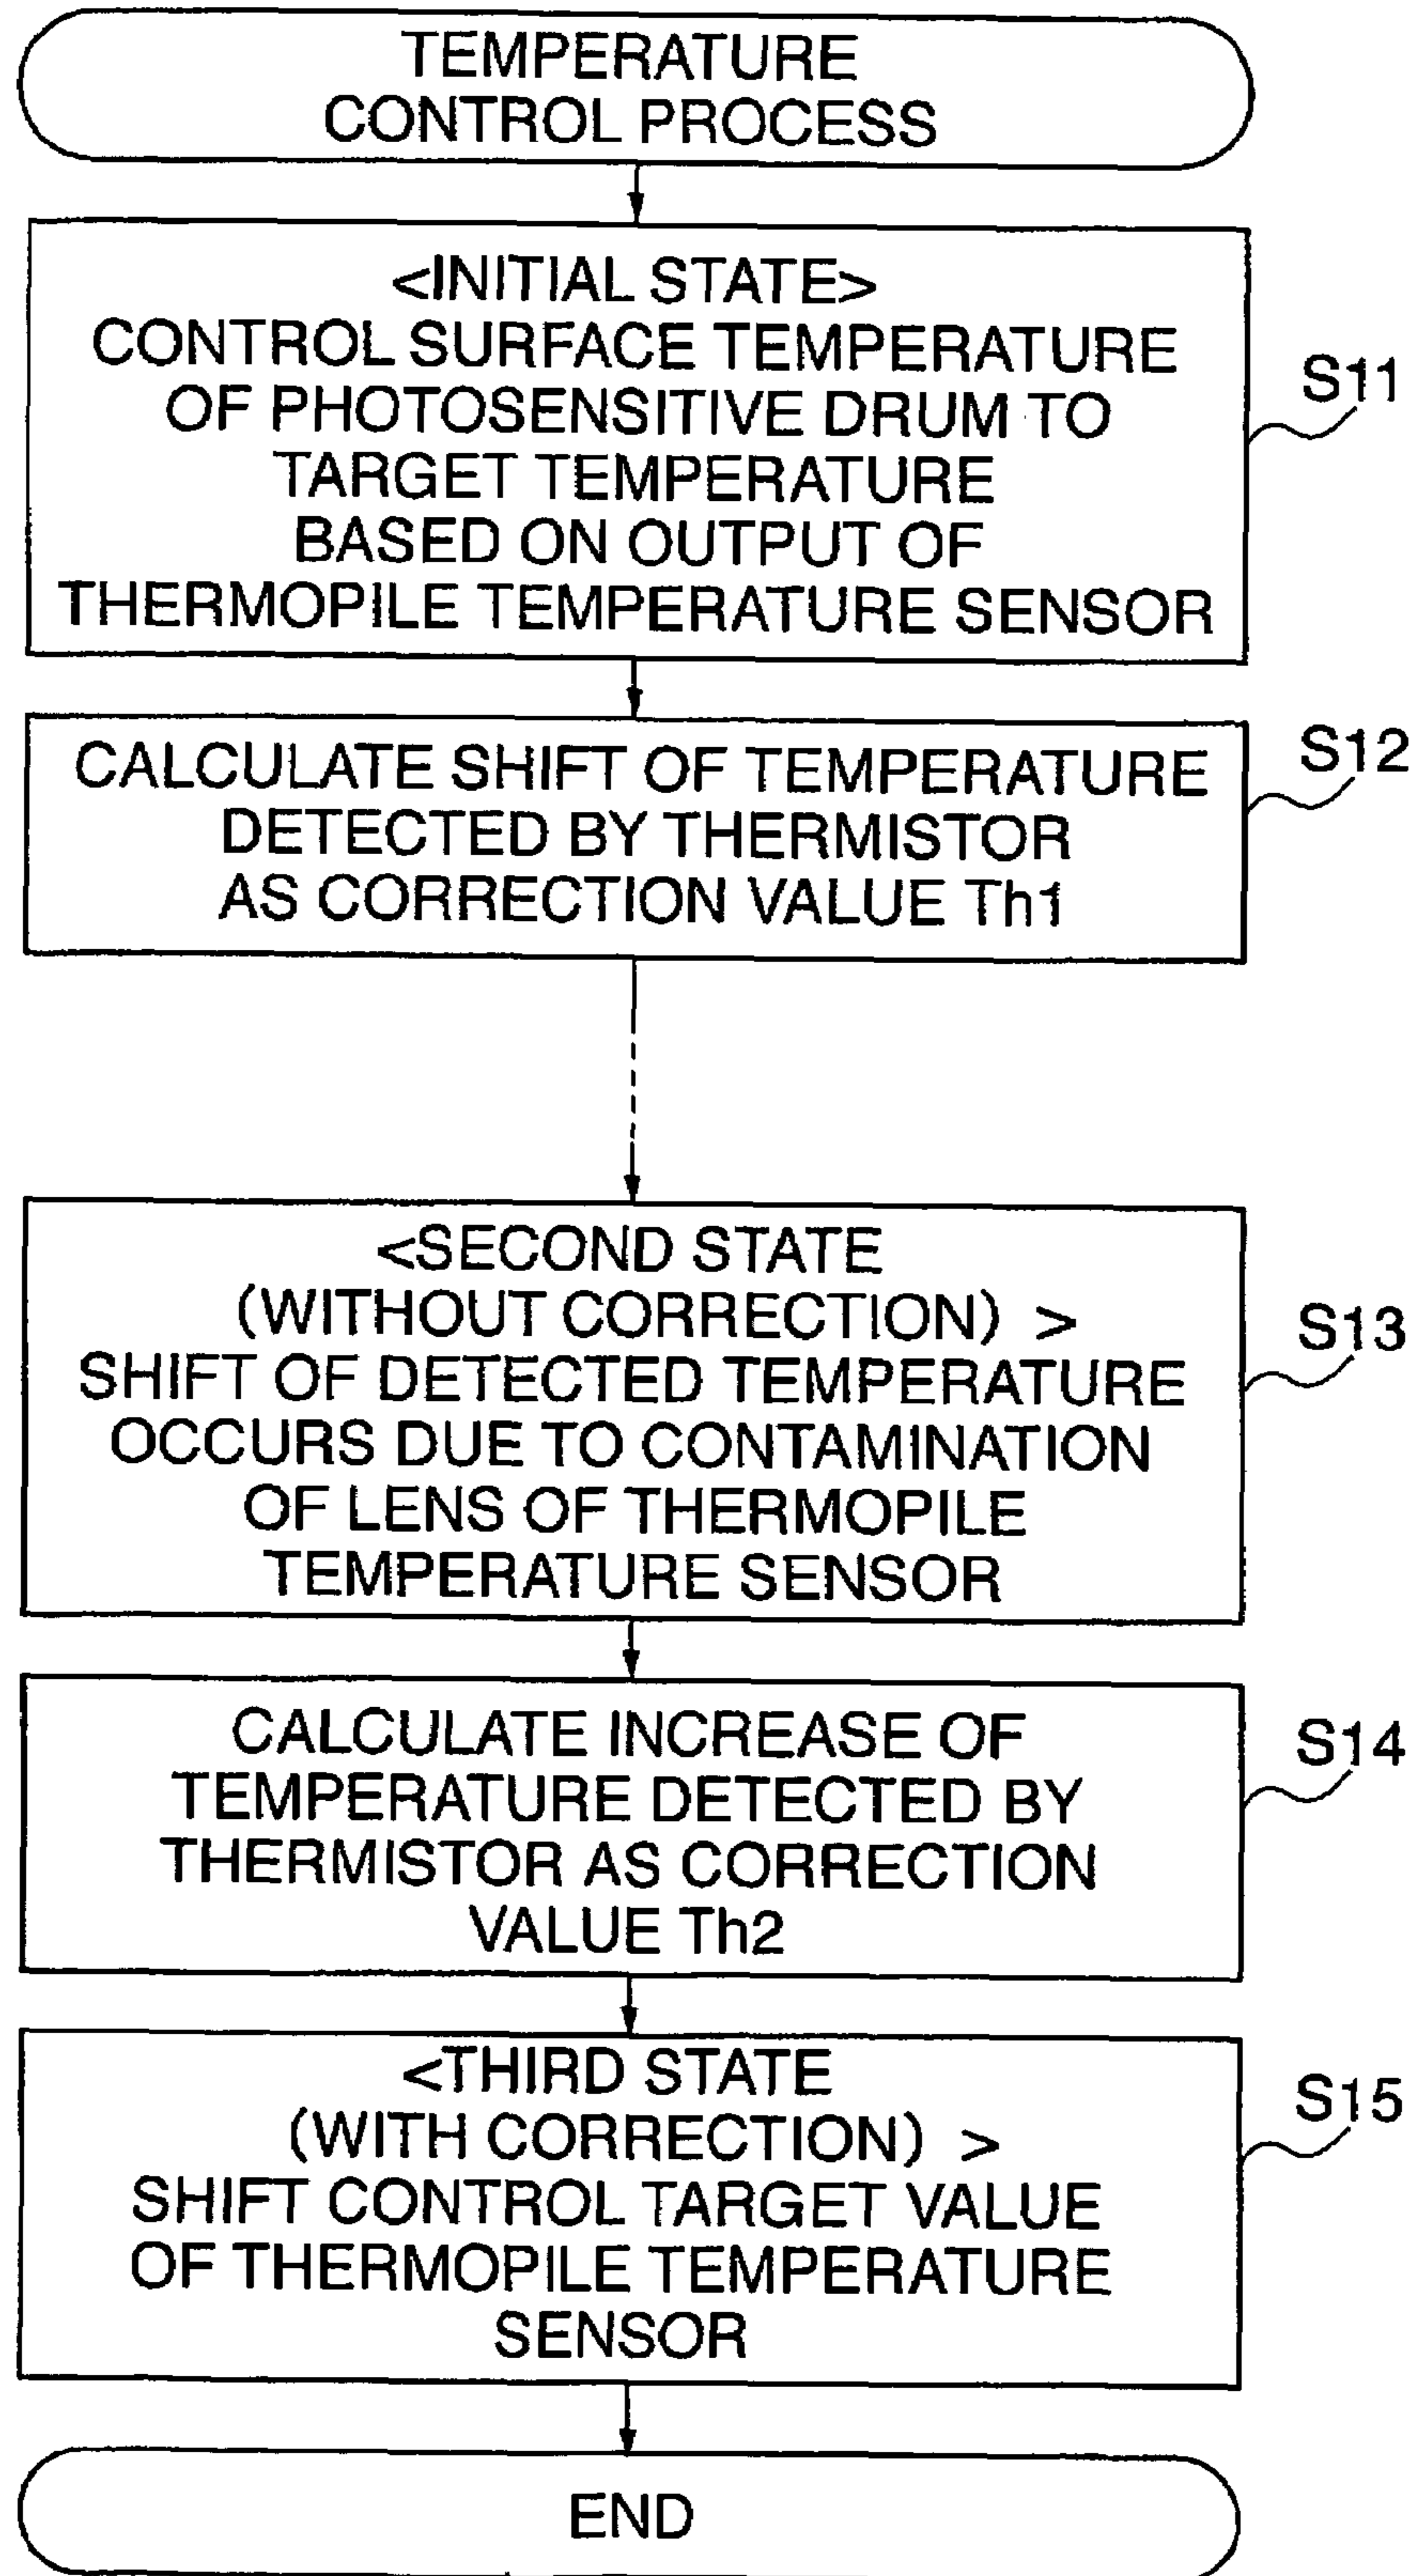 TEMPERATURE
CONTROL PROCESS
<INITIAL STATE>
CONTROL SURFACE TEMPERATURE
OF PHOTOSENSITIVE DRUM TO
TARGET TEMPERATURE
BASED ON OUTPUT OF
THERMOPILE TEMPERATURE SENSOR
S11
CALCULATE SHIFT OF TEMPERATURE
DETECTED BY THERMISTOR
AS CORRECTION VALUE Th1
S12
<SECOND STATE
(WITHOUT CORRECTION) >
SHIFT OF DETECTED TEMPERATURE
OCCURS DUE TO CONTAMINATION
OF LENS OF THERMOPILE
TEMPERATURE SENSOR
S13
CALCULATE INCREASE OF
TEMPERATURE DETECTED BY
THERMISTOR AS CORRECTION
VALUE Th2
S14
<THIRD STATE
(WITH CORRECTION) >
SHIFT CONTROL TARGET VALUE
OF THERMOPILE TEMPERATURE
SENSOR
S15
END